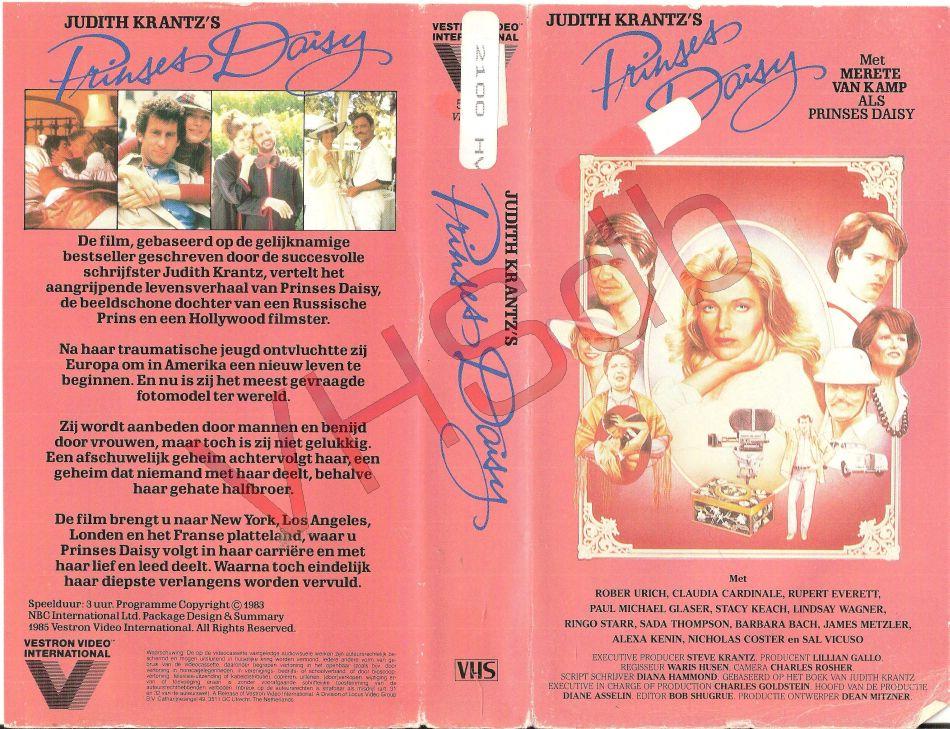 JUDITH KRANTZ'S
Prinses Daisy
De film, gebaseerd op de gelijknamige
bestseller geschreven door de succesvolle
schrijfster Judith Krantz, vertelt het
aangrijpende levensverhaal van Prinses Daisy,
de beeldschone dochter van een Russische
Prins en een Hollywood filmster.
Na haar traumatische jeugd ontvluchtte zij
Europa om in Amerika een nieuw leven te
beginnen. En nu is zij het meest gevraagde
fotomodel ter wereld.
Zij wordt aanbeden door mannen en benijd
door vrouwen, maar toch is zij niet gelukkig.
Een afschuwelijk geheim achtervolgt haar, een
geheim dat niemand met haar deelt, behalve
haar gehate halfbroer.
De film brengt u naar New York, Los Angeles,
Londen en het Franse platteland, waar u
Prinses Daisy volgt in haar carrière en met
haar lief en leed deelt. Waarna toch eindelijk
haar diepste verlangens worden vervuld.
Speelduur: 3 uur. Programme Copyright © 1983
NBC International Ltd. Package Design & Summary
1985 Vestron Video International. All Rights Reserved.
VESTRON VIDEO™
INTERNATIONAL
V
2100 HV
JUDITH KRANTZ'S
Prinses Daisy
VHS
JUDITH KRANTZ'S
Prinses
Daisy
Met
MERETE
VAN KAMP
ALS
PRINSES DAISY
Met
ROBER URICH, CLAUDIA CARDINALE, RUPERT EVERETT,
PAUL MICHAEL GLASER, STACY KEACH, LINDSAY WAGNER,
RINGO STARR, SADA THOMPSON, BARBARA BACH, JAMES METZLER,
ALEXA KENIN, NICHOLAS COSTER en SAL VICUSO
EXECUTIVE PRODUCER STEVE KRANTZ, PRODUCENT LILLIAN GALLO,
REGISSEUR WARIS HUSEN, CAMERA CHARLES ROSHER
SCRIPT SCHRIJVER DIANA HAMMOND, GEBASEERD OP HET BOEK VAN JUDITH KRANTZ
EXECUTIVE IN CHARGE OF PRODUCTION CHARLES GOLDSTEIN. HOOFD VAN DE PRODUCTIE
DIANE ASSELIN. EDITOR BOB SHUGRUE. PRODUCTIE ONTWERPER DEAN MITZNER.
VHSdb